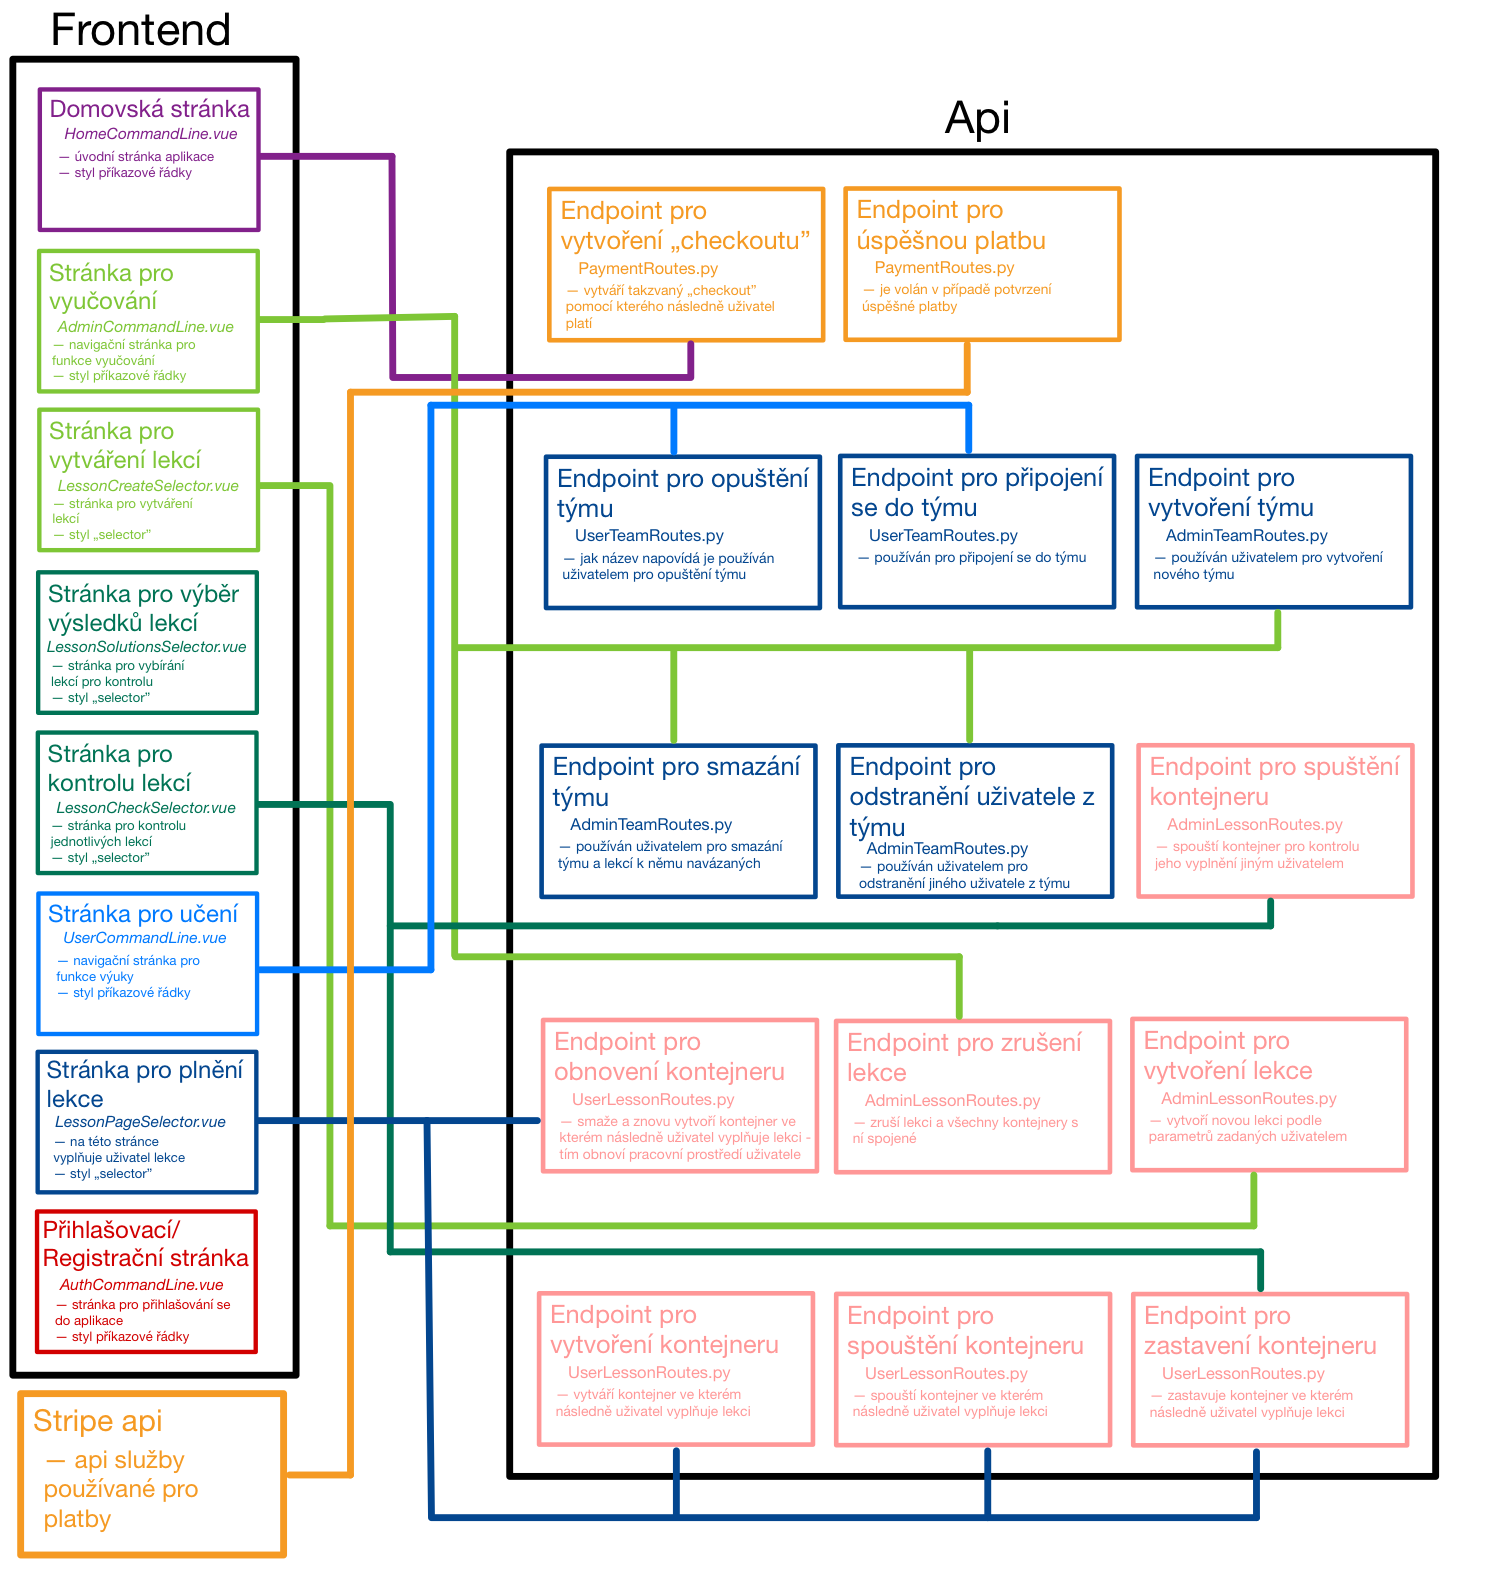 Frontend
Domovská stránka
HomeCommandLine.vue
— úvodní stránka aplikace
— styl příkazové řádky
Stránka pro
vyučování
AdminCommandLine.vue
— navigační stránka pro
funkce vyučování
— styl příkazové řádky
Stránka pro
vytváření lekcí
LessonCreateSelector.vue
— stránka pro vytváření
lekcí
— styl „selector”
Stránka pro výběr
výsledků lekcí
LessonSolutionsSelector.vue
— stránka pro vybírání
lekcí pro kontrolu
— styl „selector”
Stránka pro
kontrolu lekcí
LessonCheckSelector.vue
— stránka pro kontrolu
jednotlivých lekcí
— styl „selector”
Stránka pro učení
UserCommandLine.vue
— navigační stránka pro
funkce výuky
— styl příkazové řádky
Stránka pro plnění
lekce
LessonPageSelector.vue
— na této stránce
vyplňuje uživatel lekce
— styl „selector”
Přihlašovací/
Registrační stránka
AuthCommandLine.vue
— stránka pro přihlašování se
do aplikace
— styl příkazové řádky
Stripe api
— api služby
používané pro
platby
Api
Endpoint pro
vytvoření „checkoutu”
PaymentRoutes.py
— vytváří takzvaný „checkout”
pomocí kterého následně uživatel
platí
Endpoint pro
úspěšnou platbu
PaymentRoutes.py
— je volán v případě potvrzení
úspěšné platby
Endpoint pro opuštění
týmu
UserTeamRoutes.py
— jak název napovídá je používán
uživatelem pro opuštění týmu
Endpoint pro připojení
se do týmu
UserTeamRoutes.py
— používán pro připojení se do týmu
Endpoint pro
vytvoření týmu
AdminTeamRoutes.py
— používán uživatelem pro vytvoření
nového týmu
Endpoint pro smazání
týmu
AdminTeamRoutes.py
— používán uživatelem pro smazání
týmu a lekcí k němu navázaných
Endpoint pro
odstranění uživatele z
týmu
AdminTeamRoutes.py
— používán uživatelem pro
odstranění jiného uživatele z týmu
Endpoint pro spuštění
kontejneru
AdminLessonRoutes.py
— spouští kontejner pro kontrolu
jeho vyplnění jiným uživatelem
Endpoint pro
obnovení kontejneru
UserLessonRoutes.py
— smaže a znovu vytvoří kontejner ve
kterém následně uživatel vyplňuje lekci -
tím obnoví pracovní prostředí uživatele
Endpoint pro zrušení
lekce
AdminLessonRoutes.py
— zruší lekci a všechny kontejnery s
ní spojené
Endpoint pro
vytvoření lekce
AdminLessonRoutes.py
— vytvoří novou lekci podle
parametrů zadaných uživatelem
Endpoint pro
vytvoření kontejneru
UserLessonRoutes.py
— vytváří kontejner ve kterém
následně uživatel vyplňuje lekci
Endpoint pro
spouštění kontejneru
UserLessonRoutes.py
— spouští kontejner ve kterém
následně uživatel vyplňuje lekci
Endpoint pro
zastavení kontejneru
UserLessonRoutes.py
— zastavuje kontejner ve kterém
následně uživatel vyplňuje lekci